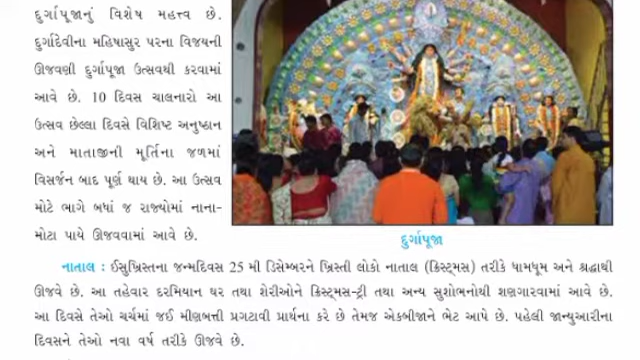 દુર્ગાપૂજાનું વિશેષ મહત્ત્વ છે.
દુર્ગાદેવીના મહિષાસુર પરના વિજયની
ઊજવણી દુર્ગાપૂજા ઉત્સવથી કરવામાં
આવે છે. 10 દિવસ ચાલનારો આ
ઉત્સવ છેલ્લા દિવસે વિશિષ્ટ અનુષ્ઠાન
અને માતાજીની મૂર્તિના જળમાં
વિસર્જન બાદ પૂર્ણ થાય છે. આ ઉત્સવ
મોટે ભાગે બધાં જ રાજ્યોમાં નાના-
મોટા પાયે ઊજવવામાં આવે છે.
દુર્ગાપૂજા
નાતાલ : ઈસુખ્રિસ્તના જન્મદિવસ 25 મી ડિસેમ્બરને ખ્રિસ્તી લોકો નાતાલ (ક્રિસ્ટ્મસ) તરીકે ધામધૂમ અને શ્રદ્ધાથી
ઊજવે છે. આ તહેવાર દરમિયાન ઘર તથા શેરીઓને ક્રિસ્ટ્મસ-ટ્રી તથા અન્ય સુશોભનોથી શણગારવામાં આવે છે.
આ દિવસે તેઓ ચર્ચમાં જઈ મીણબત્તી પ્રગટાવી પ્રાર્થના કરે છે તેમજ એકબીજાને ભેટ આપે છે. પહેલી જાન્યુઆરીના
દિવસને તેઓ નવા વર્ષ તરીકે ઊજવે છે.